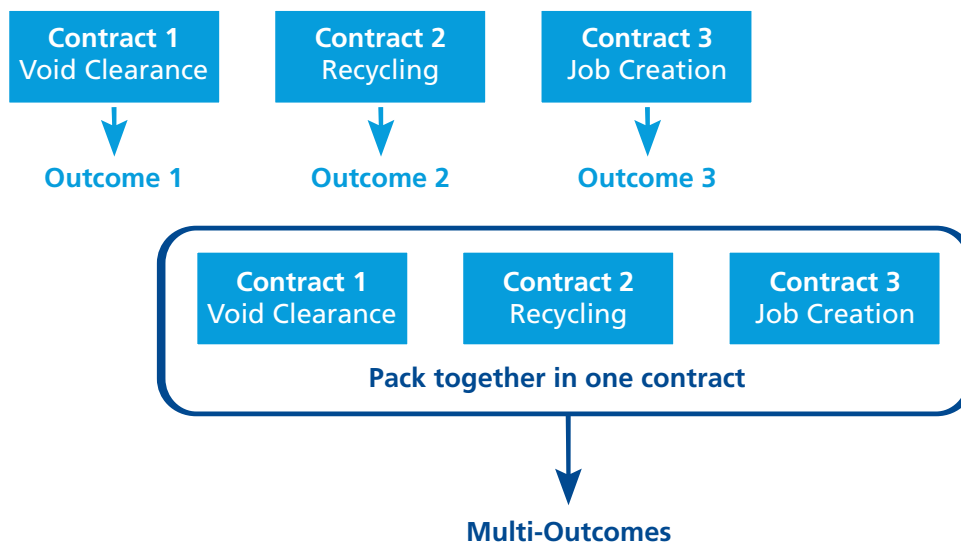 Contract 1
Void Clearance
Contract 2
Recycling
Contract 3
Job Creation
Outcome 1
Outcome 2
Outcome 3
Contract 1
Void Clearance
Contract 2
Recycling
Contract 3
Job Creation
Pack together in one contract
Multi-Outcomes